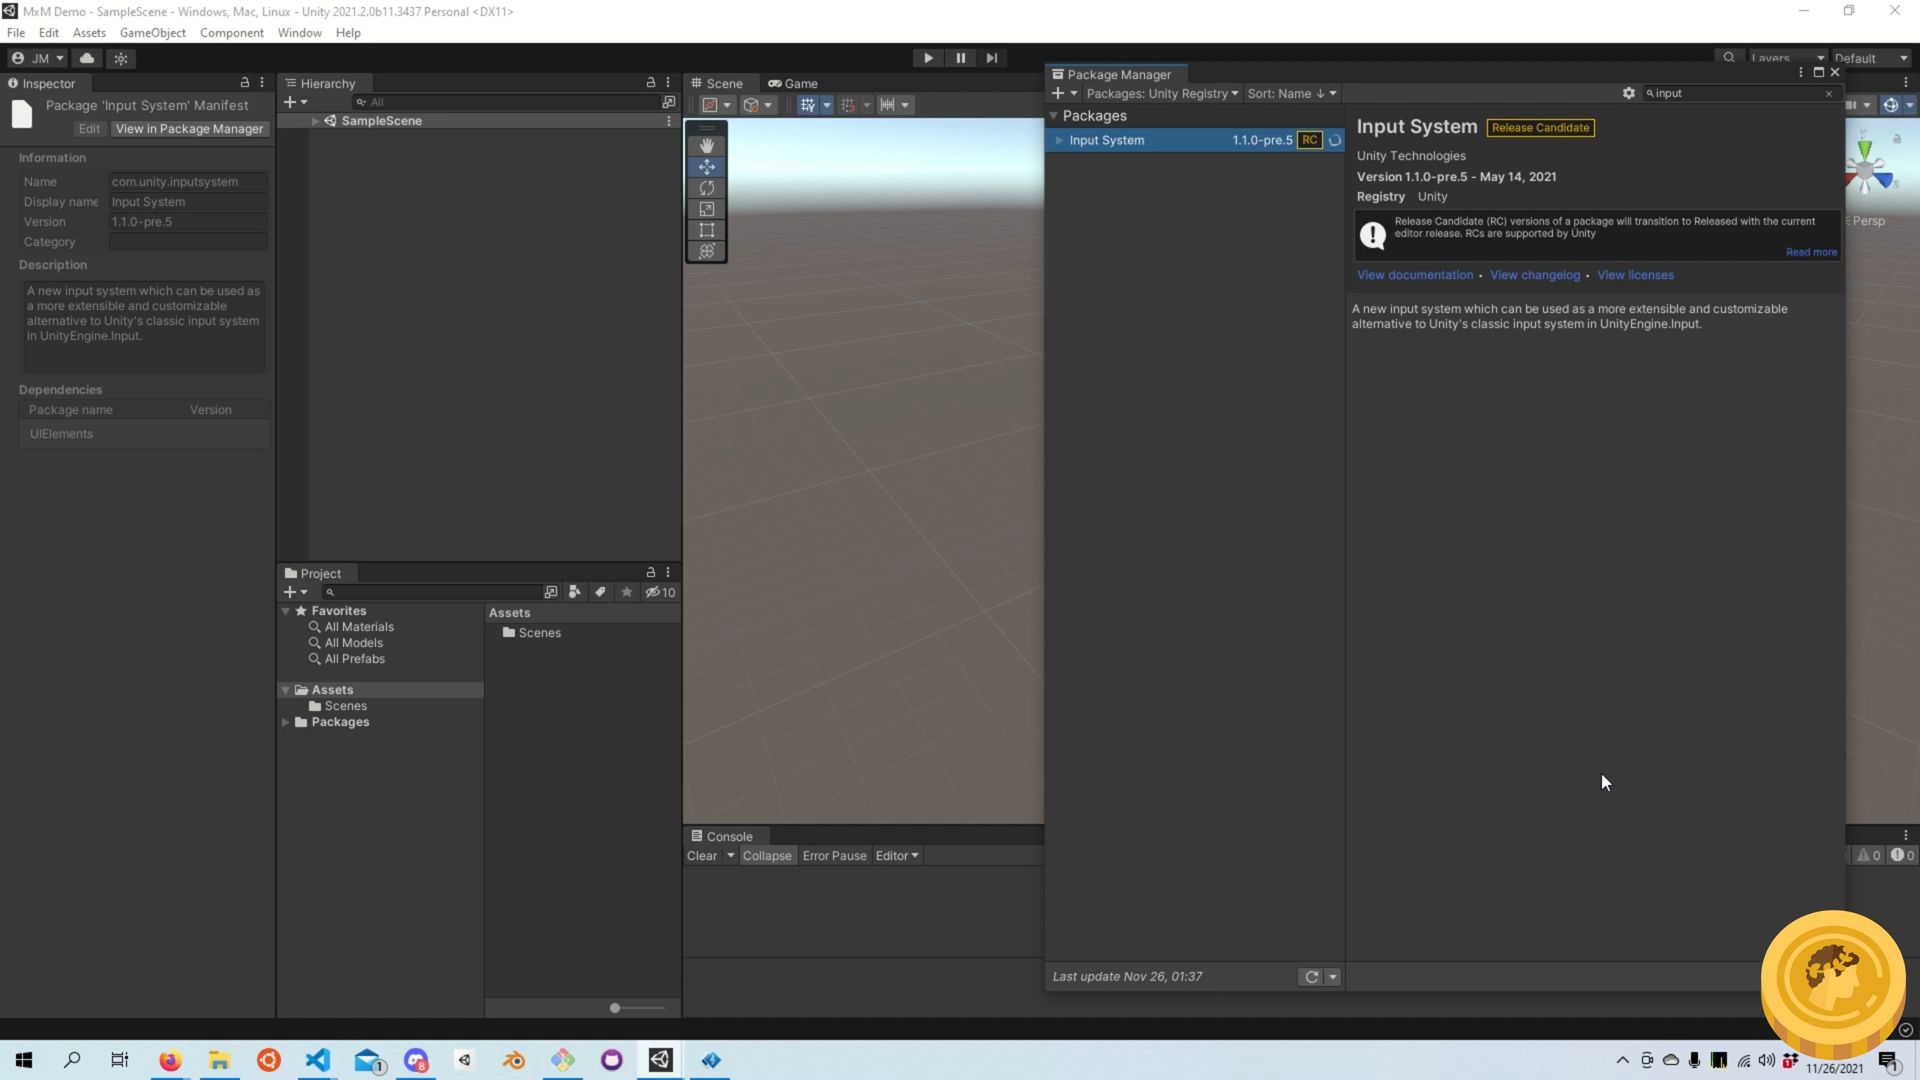 MxM Demo - SampleScene - Windows, Mac, Linux - Unity 2021.2.0b11.3437 Personal <DX11>
File Edit Assets GameObject Component Window Help
JM
Layers
Default
Inspector
Package 'Input System' Manifest
Edit
View in Package Manager
Information
Name com.unity.inputsystem
Display name Input System
Version 1.1.0-pre.5
Category
Description
A new input system which can be used as
a more extensible and customizable
alternative to Unity's classic input system
in UnityEngine.Input.
Dependencies
Package name Version
UIElements
Hierarchy
All
SampleScene
Project
10
Favorites
All Materials
All Models
All Prefabs
Assets
Scenes
Packages
Assets
Scenes
Scene
Game
Persp
Console
Clear Collapse Error Pause Editor
0 0
Package Manager
Packages: Unity Registry Sort: Name ↓
input
Packages
Input System 1.1.0-pre.5 RC
Last update Nov 26, 01:37
Input System Release Candidate
Unity Technologies
Version 1.1.0-pre.5 - May 14, 2021
Registry Unity
Release Candidate (RC) versions of a package will transition to Released with the current
editor release. RCs are supported by Unity
Read more
View documentation • View changelog • View licenses
A new input system which can be used as a more extensible and customizable
alternative to Unity's classic input system in UnityEngine.Input.
1
8
11/26/2021
1